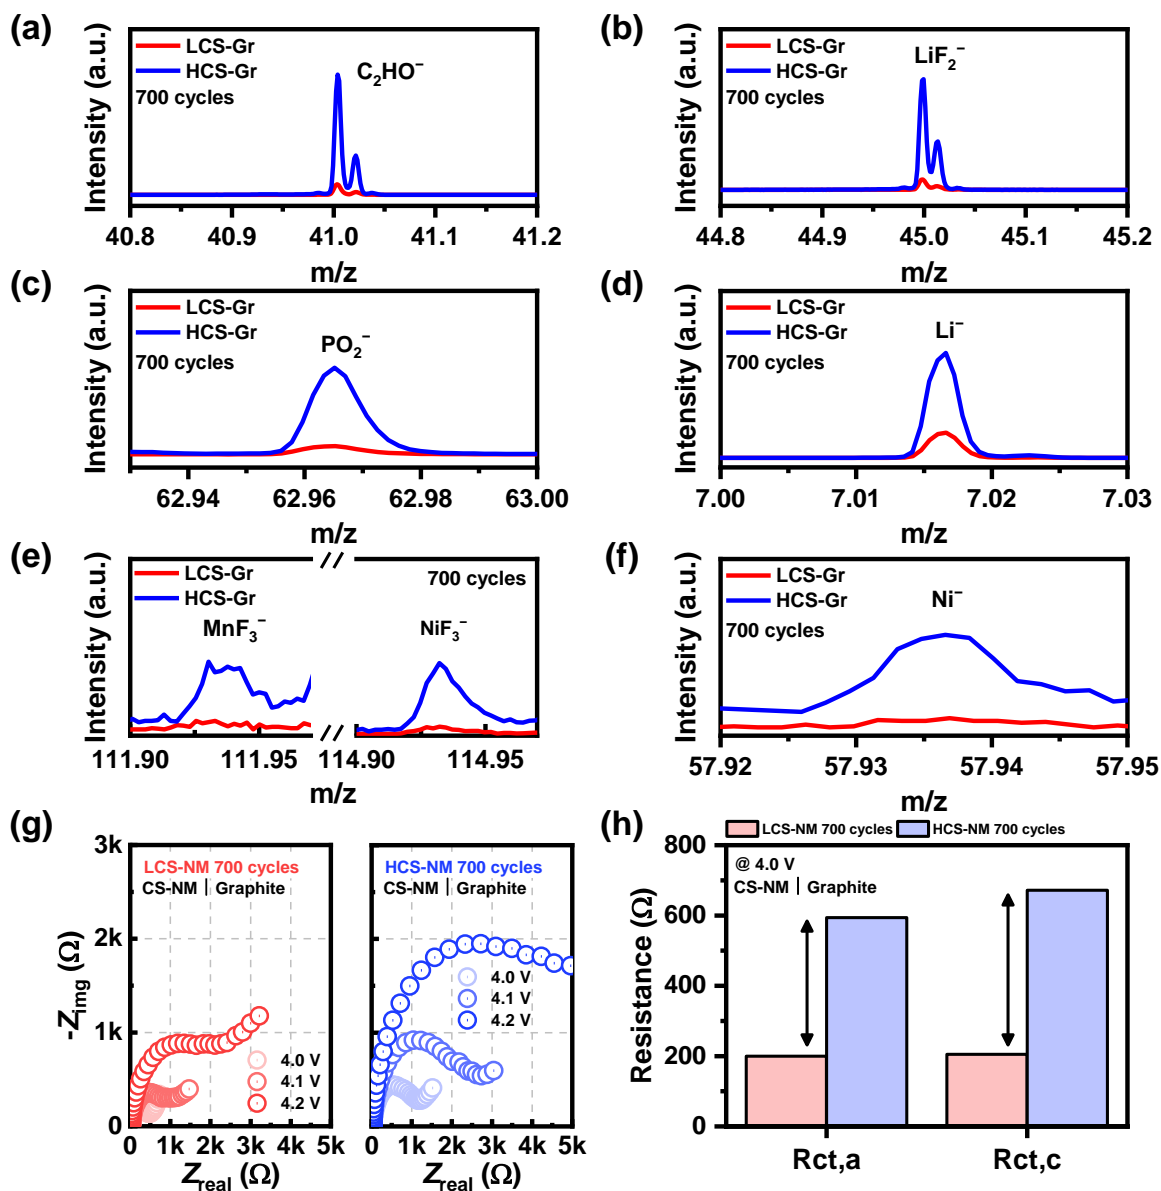 (a)
LCS-Gr
HCS-Gr
700 cycles
C₂HO⁻
Intensity (a.u.)
40.8 40.9 41.0 41.1 41.2
m/z
(b)
LCS-Gr
HCS-Gr
700 cycles
LiF₂⁻
Intensity (a.u.)
44.8 44.9 45.0 45.1 45.2
m/z
(c)
LCS-Gr
HCS-Gr
700 cycles
PO₂⁻
Intensity (a.u.)
62.94 62.96 62.98 63.00
m/z
(d)
LCS-Gr
HCS-Gr
700 cycles
Li⁻
Intensity (a.u.)
7.00 7.01 7.02 7.03
m/z
(e)
LCS-Gr
HCS-Gr
700 cycles
MnF₃⁻
NiF₃⁻
Intensity (a.u.)
111.90 111.95 114.90 114.95
m/z
(f)
LCS-Gr
HCS-Gr
700 cycles
Ni⁻
Intensity (a.u.)
57.92 57.93 57.94 57.95
m/z
(g)
3k
2k
1k
0
-Zimg (Ω)
LCS-NM 700 cycles
CS-NM | Graphite
4.0 V
4.1 V
4.2 V
0 1k 2k 3k 4k 5k
Zreal (Ω)
HCS-NM 700 cycles
CS-NM | Graphite
4.0 V
4.1 V
4.2 V
0 1k 2k 3k 4k 5k
Zreal (Ω)
(h)
LCS-NM 700 cycles HCS-NM 700 cycles
@ 4.0 V
CS-NM | Graphite
800
600
400
200
0
Resistance (Ω)
Rct,a Rct,c